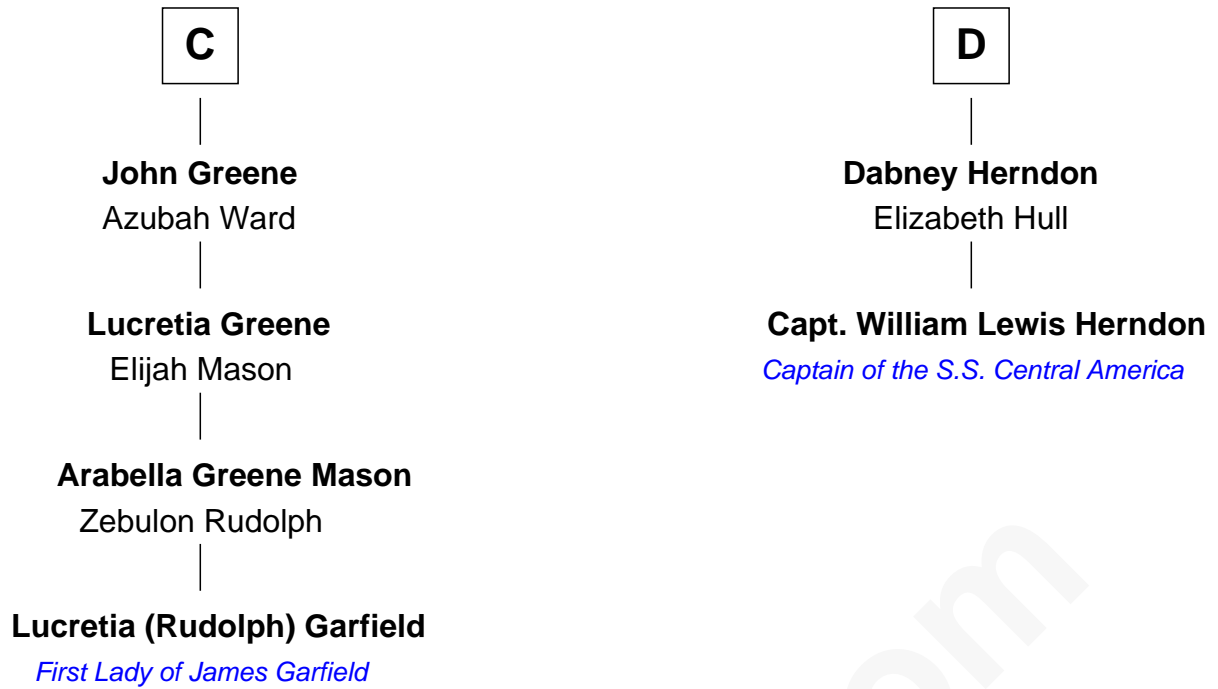 C
John Greene
Azubah Ward
Lucretia Greene
Elijah Mason
Arabella Greene Mason
Zebulon Rudolph
Lucretia (Rudolph) Garfield
First Lady of James Garfield
D
Dabney Herndon
Elizabeth Hull
Capt. William Lewis Herndon
Captain of the S.S. Central America
om